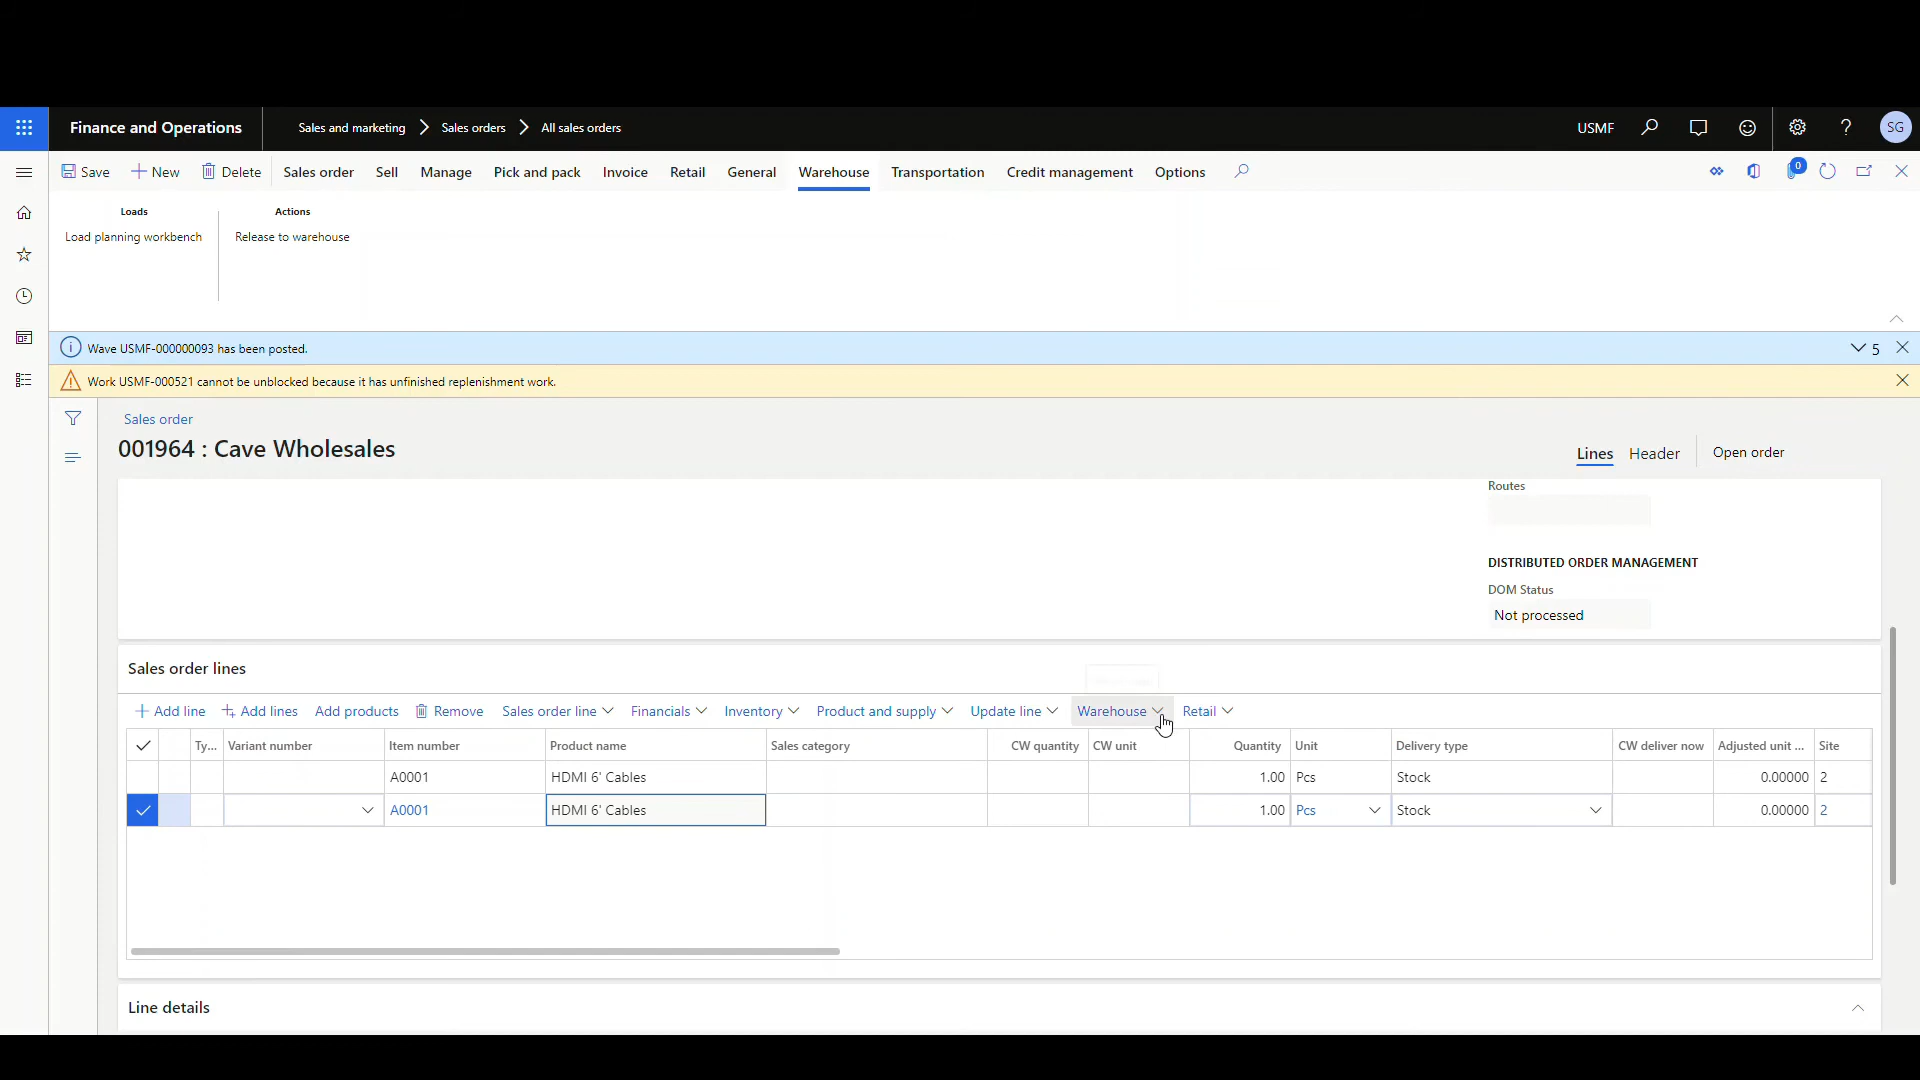 Finance and Operations
Sales and marketing > Sales orders > All sales orders
USMF
?
SG
Save
New
Delete
Sales order
Sell
Manage
Pick and pack
Invoice
Retail
General
Warehouse
Transportation
Credit management
Options
0
Loads
Load planning workbench
Actions
Release to warehouse
Wave USMF-000000093 has been posted.
5
Work USMF-000521 cannot be unblocked because it has unfinished replenishment work.
Sales order
001964 : Cave Wholesales
Lines
Header
Open order
Routes
DISTRIBUTED ORDER MANAGEMENT
DOM Status
Not processed
Sales order lines
Add line
Add lines
Add products
Remove
Sales order line
Financials
Inventory
Product and supply
Update line
Warehouse
Retail
Ty... Variant number Item number Product name Sales category CW quantity CW unit Quantity Unit Delivery type CW deliver now Adjusted unit ... Site
A0001 HDMI 6' Cables 1.00 Pcs Stock 0.00000 2
A0001 HDMI 6' Cables 1.00 Pcs Stock 0.00000 2
Line details